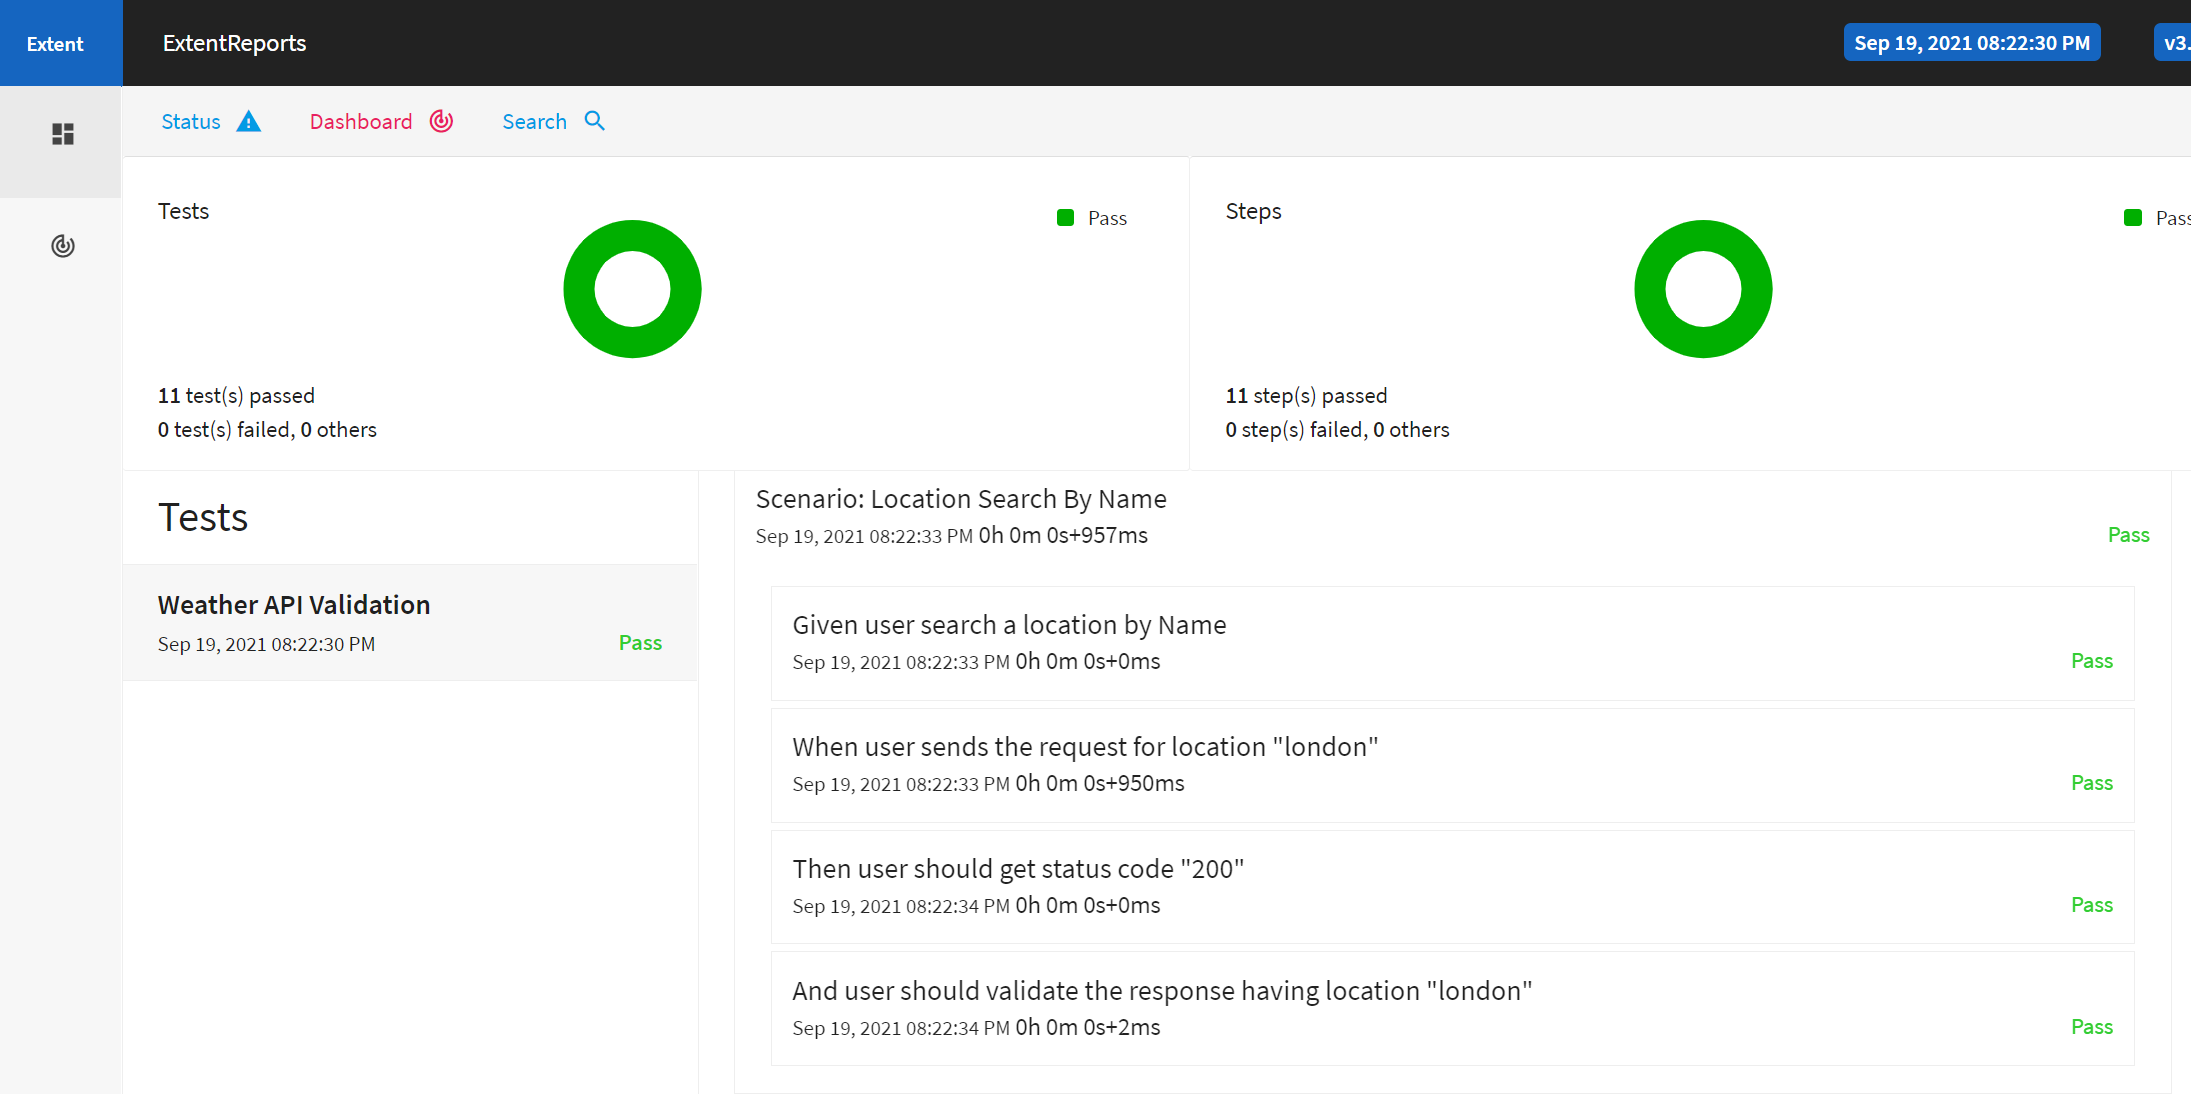 Extent
ExtentReports
Sep 19, 2021 08:22:30 PM
v3.
Status
Dashboard
Search
Tests
Pass
11 test(s) passed
0 test(s) failed, 0 others
Steps
Pass
11 step(s) passed
0 step(s) failed, 0 others
Tests
Weather API Validation
Sep 19, 2021 08:22:30 PM
Pass
Scenario: Location Search By Name
Sep 19, 2021 08:22:33 PM 0h 0m 0s+957ms
Pass
Given user search a location by Name
Sep 19, 2021 08:22:33 PM 0h 0m 0s+0ms
Pass
When user sends the request for location "london"
Sep 19, 2021 08:22:33 PM 0h 0m 0s+950ms
Pass
Then user should get status code "200"
Sep 19, 2021 08:22:34 PM 0h 0m 0s+0ms
Pass
And user should validate the response having location "london"
Sep 19, 2021 08:22:34 PM 0h 0m 0s+2ms
Pass